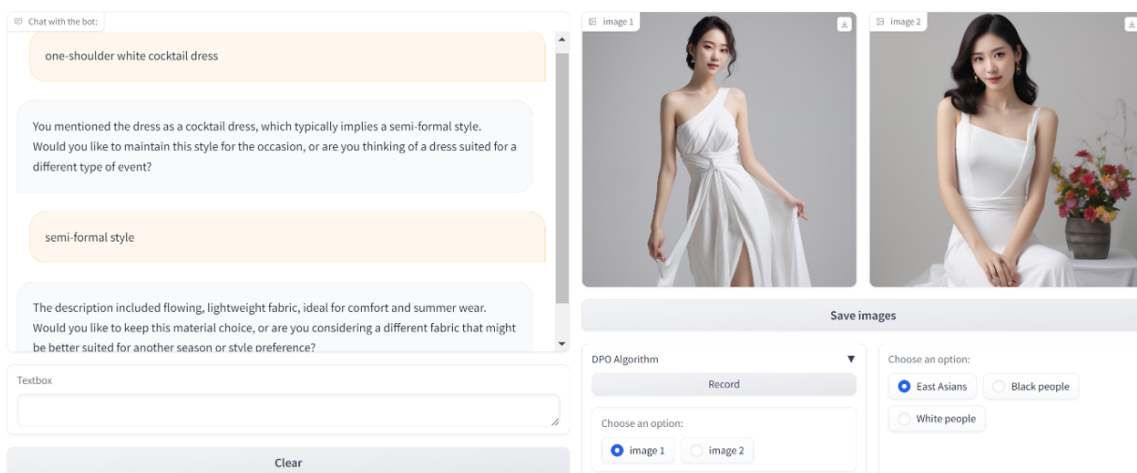 Chat with the bot:
one-shoulder white cocktail dress
You mentioned the dress as a cocktail dress, which typically implies a semi-formal style.
Would you like to maintain this style for the occasion, or are you thinking of a dress suited for a
different type of event?
semi-formal style
The description included flowing, lightweight fabric, ideal for comfort and summer wear.
Would you like to keep this material choice, or are you considering a different fabric that might
be better suited for another season or style preference?
Textbox
Clear
image 1
image 2
Save images
DPO Algorithm
Record
Choose an option:
image 1
image 2
Choose an option:
East Asians
Black people
White people